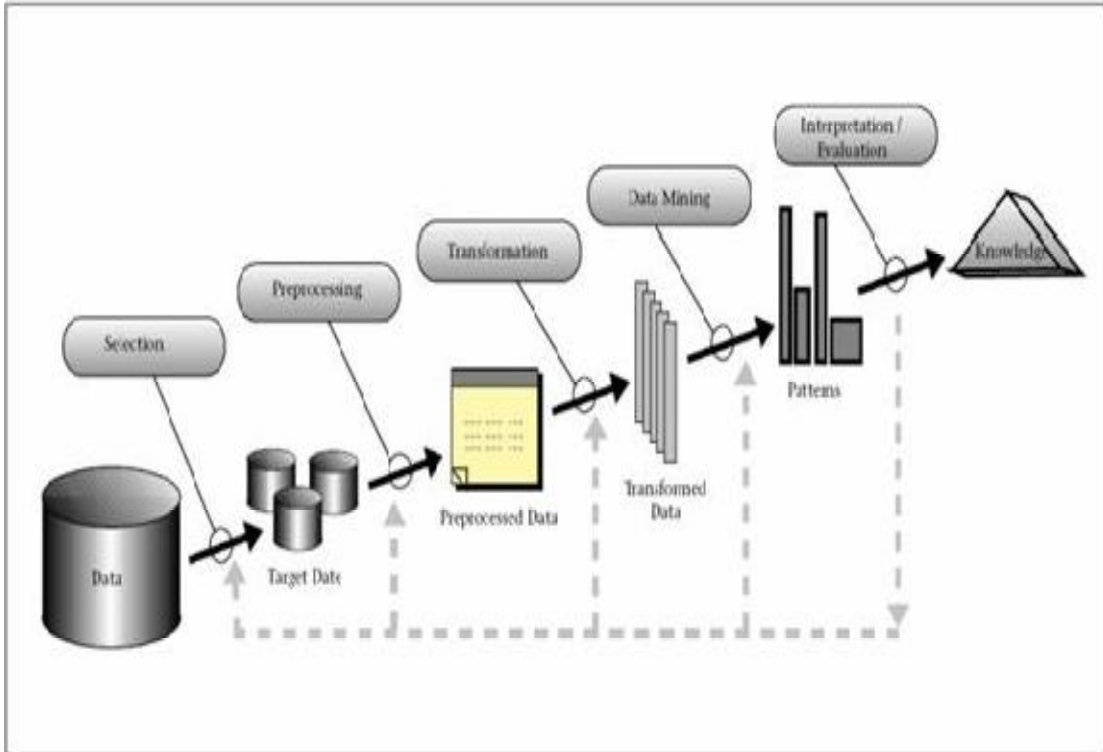 Interpretation /
Evaluation
Data Mining
Transformation
Knowledge
Preprocessing
Selection
Patterns
Transformed
Data
Preprocessed Data
Target Date
Data